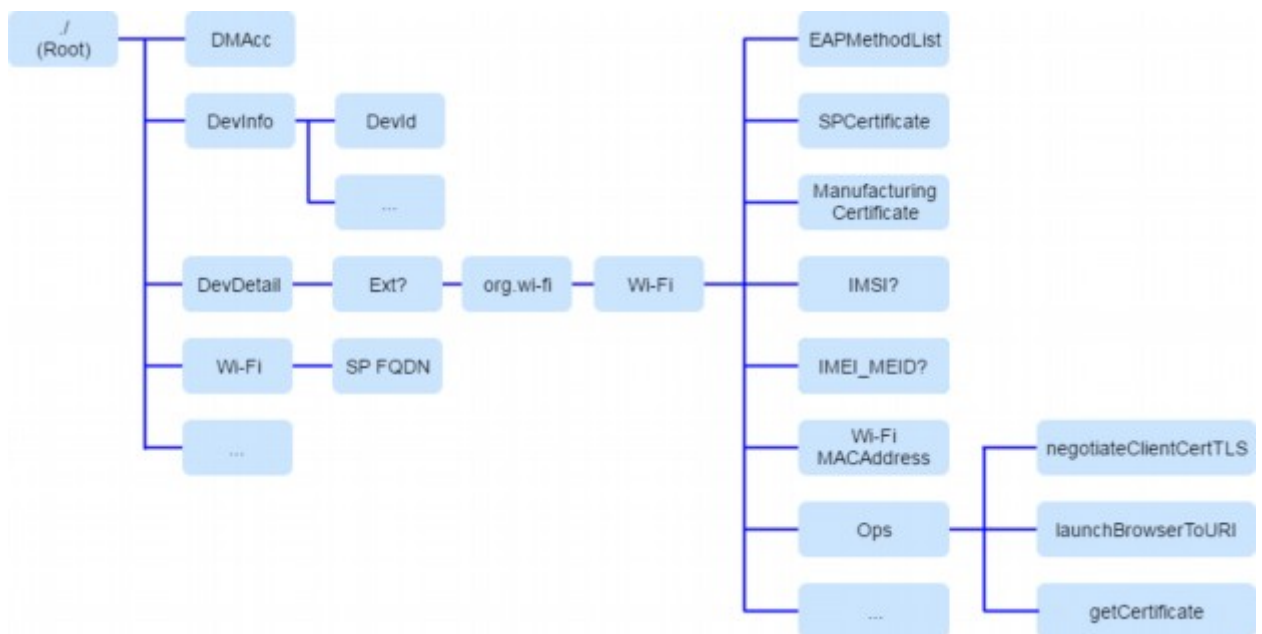 ./
(Root)
DMAcc
EAPMethodList
DevInfo
DevId
SPCertificate
...
Manufacturing
Certificate
DevDetail
Ext?
org.wi-fi
Wi-Fi
IMSI?
Wi-Fi
SP FQDN
IMEI_MEID?
...
Wi-Fi
MACAddress
negotiateClientCertTLS
Ops
launchBrowserToURI
...
getCertificate